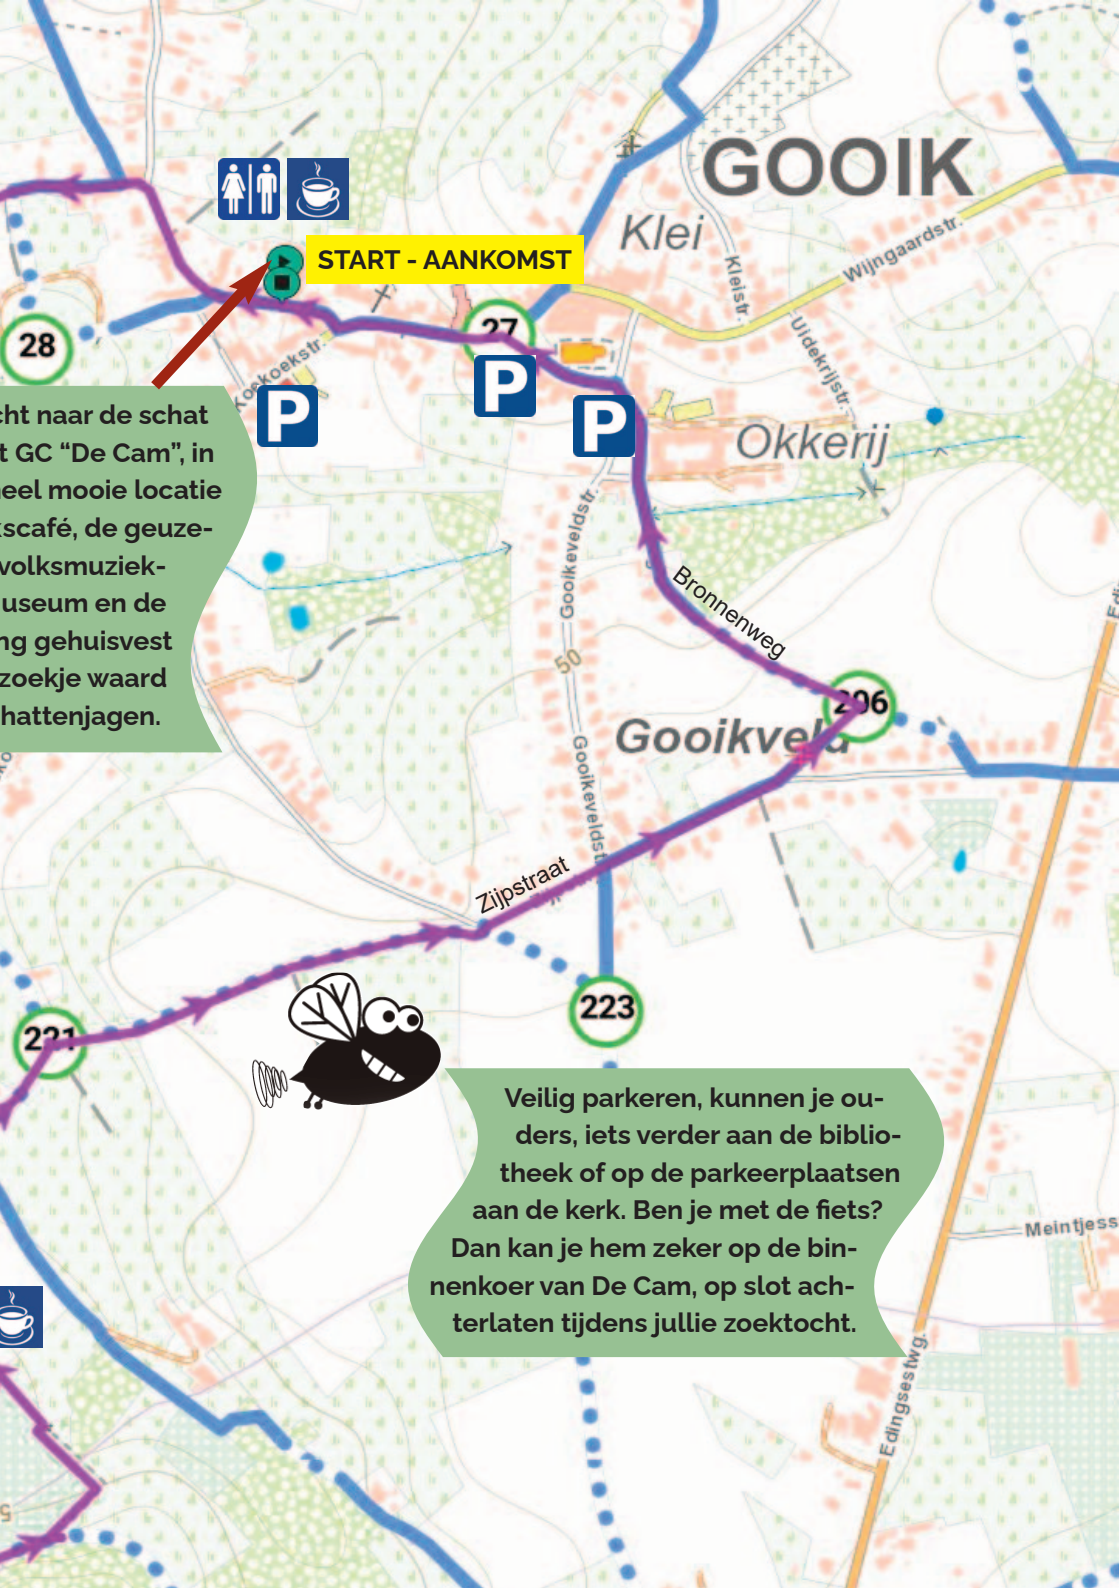 GOOIK
Klei
Kleistr.
Wijngaardstr.
Uidekrijstr.
START - AANKOMST
28
27
P
P
P
Koekoekstr.
Okkerij
cht naar de schat
t GC “De Cam”, in
eel mooie locatie
kscafé, de geuze-
volksmuziek-
useum en de
ng gehuisvest
zoekje waard
hattenjagen.
Gooikeveldstr.
Bronnenweg
50
206
Gooikveld
Gooikeveldst
Zijpstraat
221
223
Veilig parkeren, kunnen je ou-
ders, iets verder aan de biblio-
theek of op de parkeerplaatsen
aan de kerk. Ben je met de fiets?
Dan kan je hem zeker op de bin-
nenkoer van De Cam, op slot ach-
terlaten tijdens jullie zoektocht.
Meintjess
Edingsestwg.
5